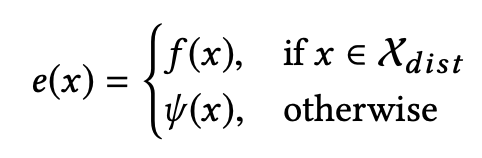 e(x) = { f(x), if x ∈ 𝒳_dist
ψ(x), otherwise